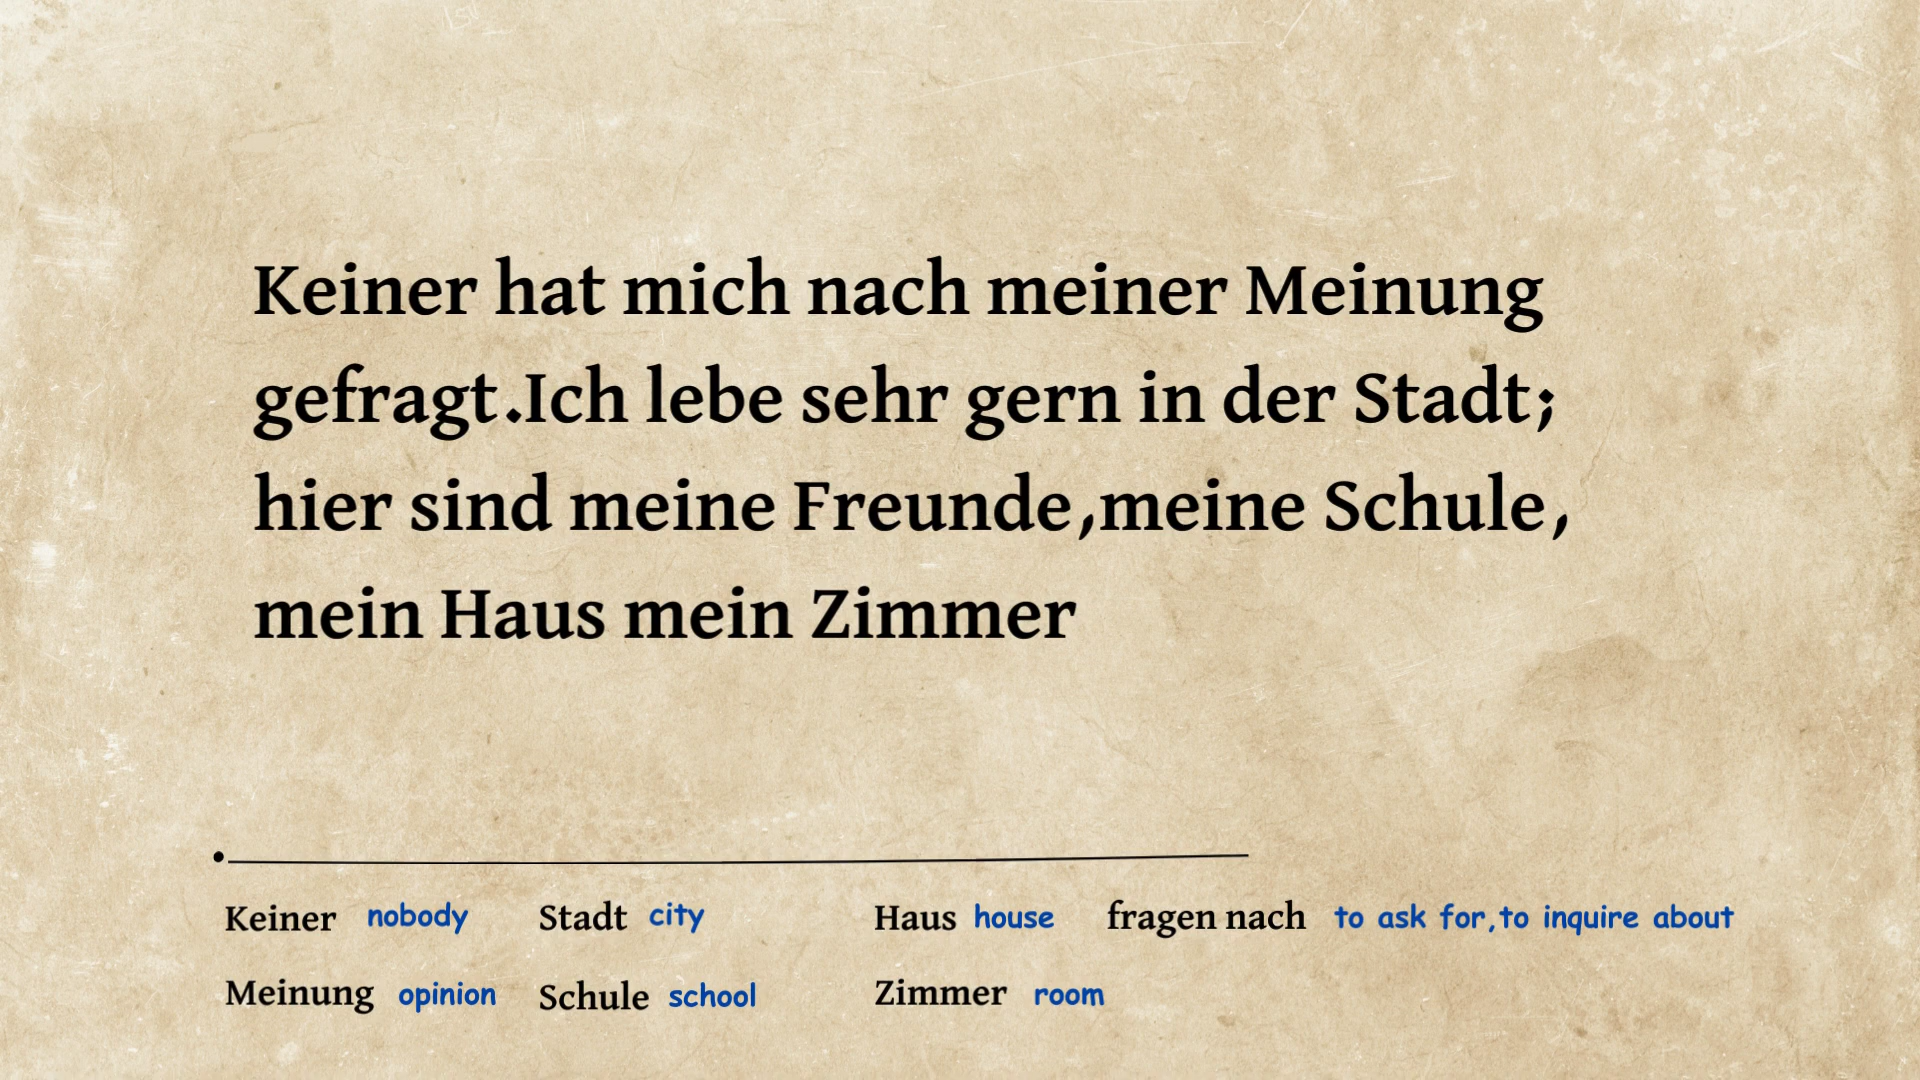 Keiner hat mich nach meiner Meinung
gefragt.Ich lebe sehr gern in der Stadt;
hier sind meine Freunde,meine Schule,
mein Haus mein Zimmer
Keiner nobody Stadt city Haus house fragen nach to ask for,to inquire about
Meinung opinion Schule school Zimmer room